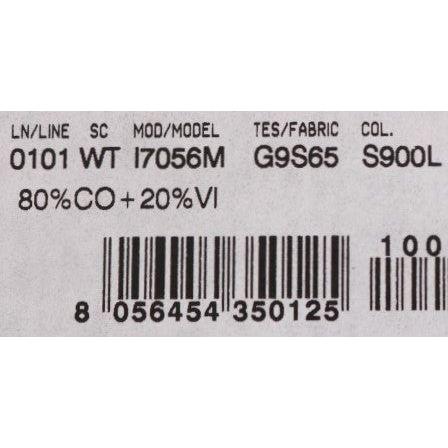 LN/LINE SC MOD/MODEL TES/FABRIC COL.
0101 WT I7056M G9S65 S900L
80%CO+20%VI
100
8 056454 350125